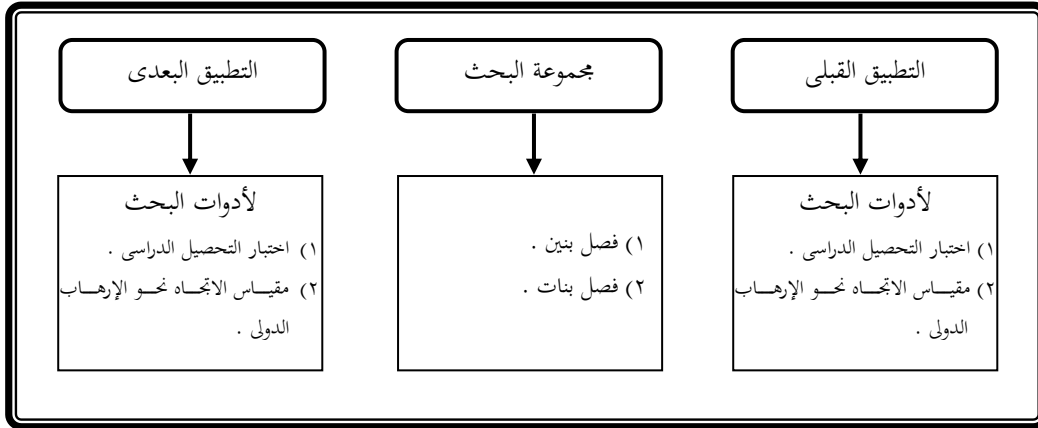 التطبيق القبلى
لأدوات البحث
١) اختبار التحصيل الدراسى .
٢) مقياس الاتجاه نحو الإرهاب
الدولى .
مجموعة البحث
١) فصل بنين .
٢) فصل بنات .
التطبيق البعدى
لأدوات البحث
١) اختبار التحصيل الدراسى .
٢) مقياس الاتجاه نحو الإرهاب
الدولى .